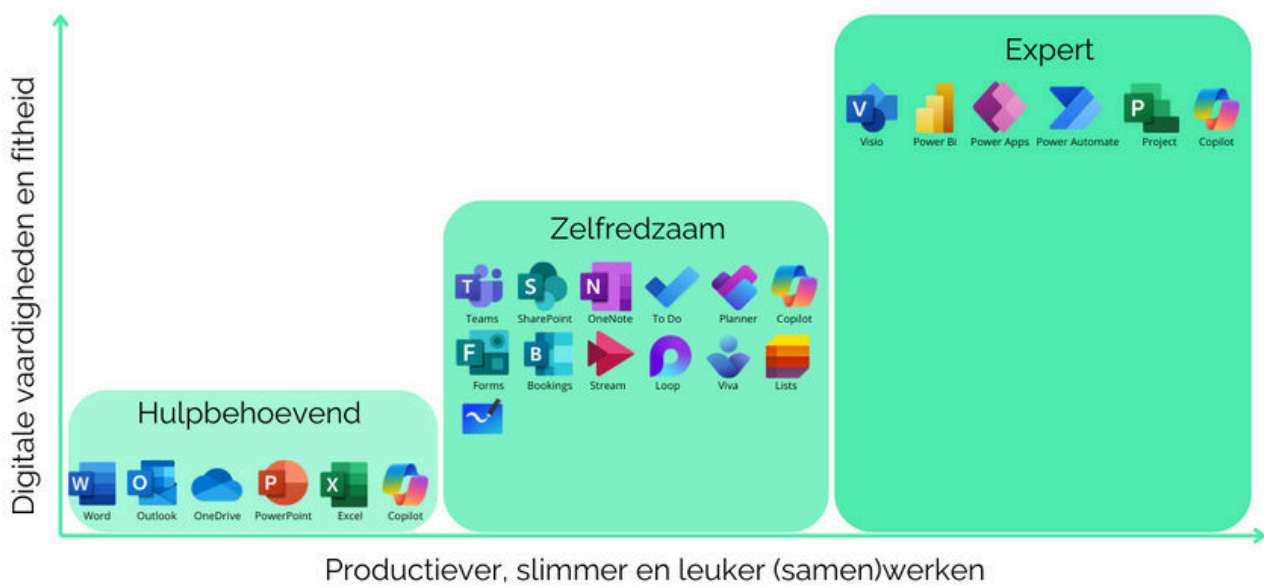 Digitale vaardigheden en fitheid
Expert
V P
Visio Power Bi Power Apps Power Automate Project Copilot
Zelfredzaam
T S N
Teams SharePoint OneNote To Do Planner Copilot
F B
Forms Bookings Stream Loop Viva Lists
Hulpbehoevend
W O P X
Word Outlook OneDrive PowerPoint Excel Copilot
Productiever, slimmer en leuker (samen)werken